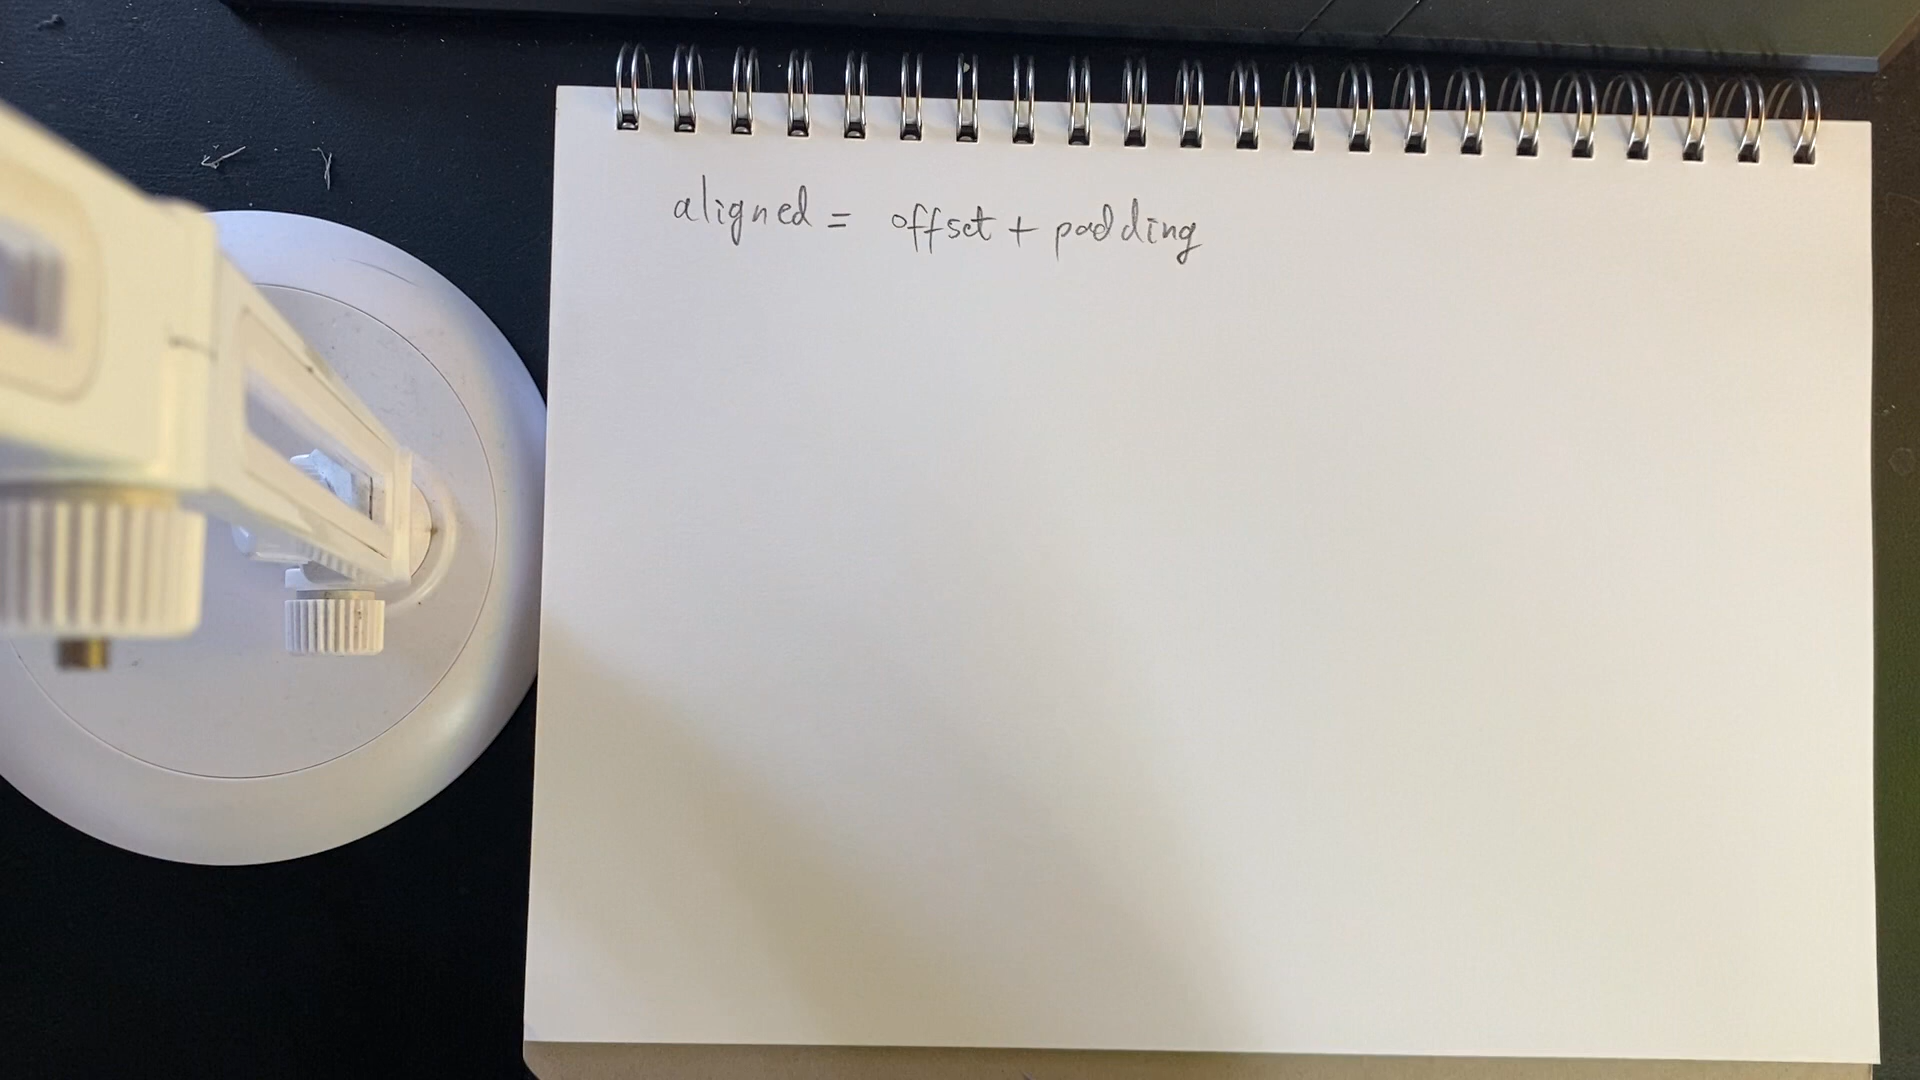 aligned = offset + padding